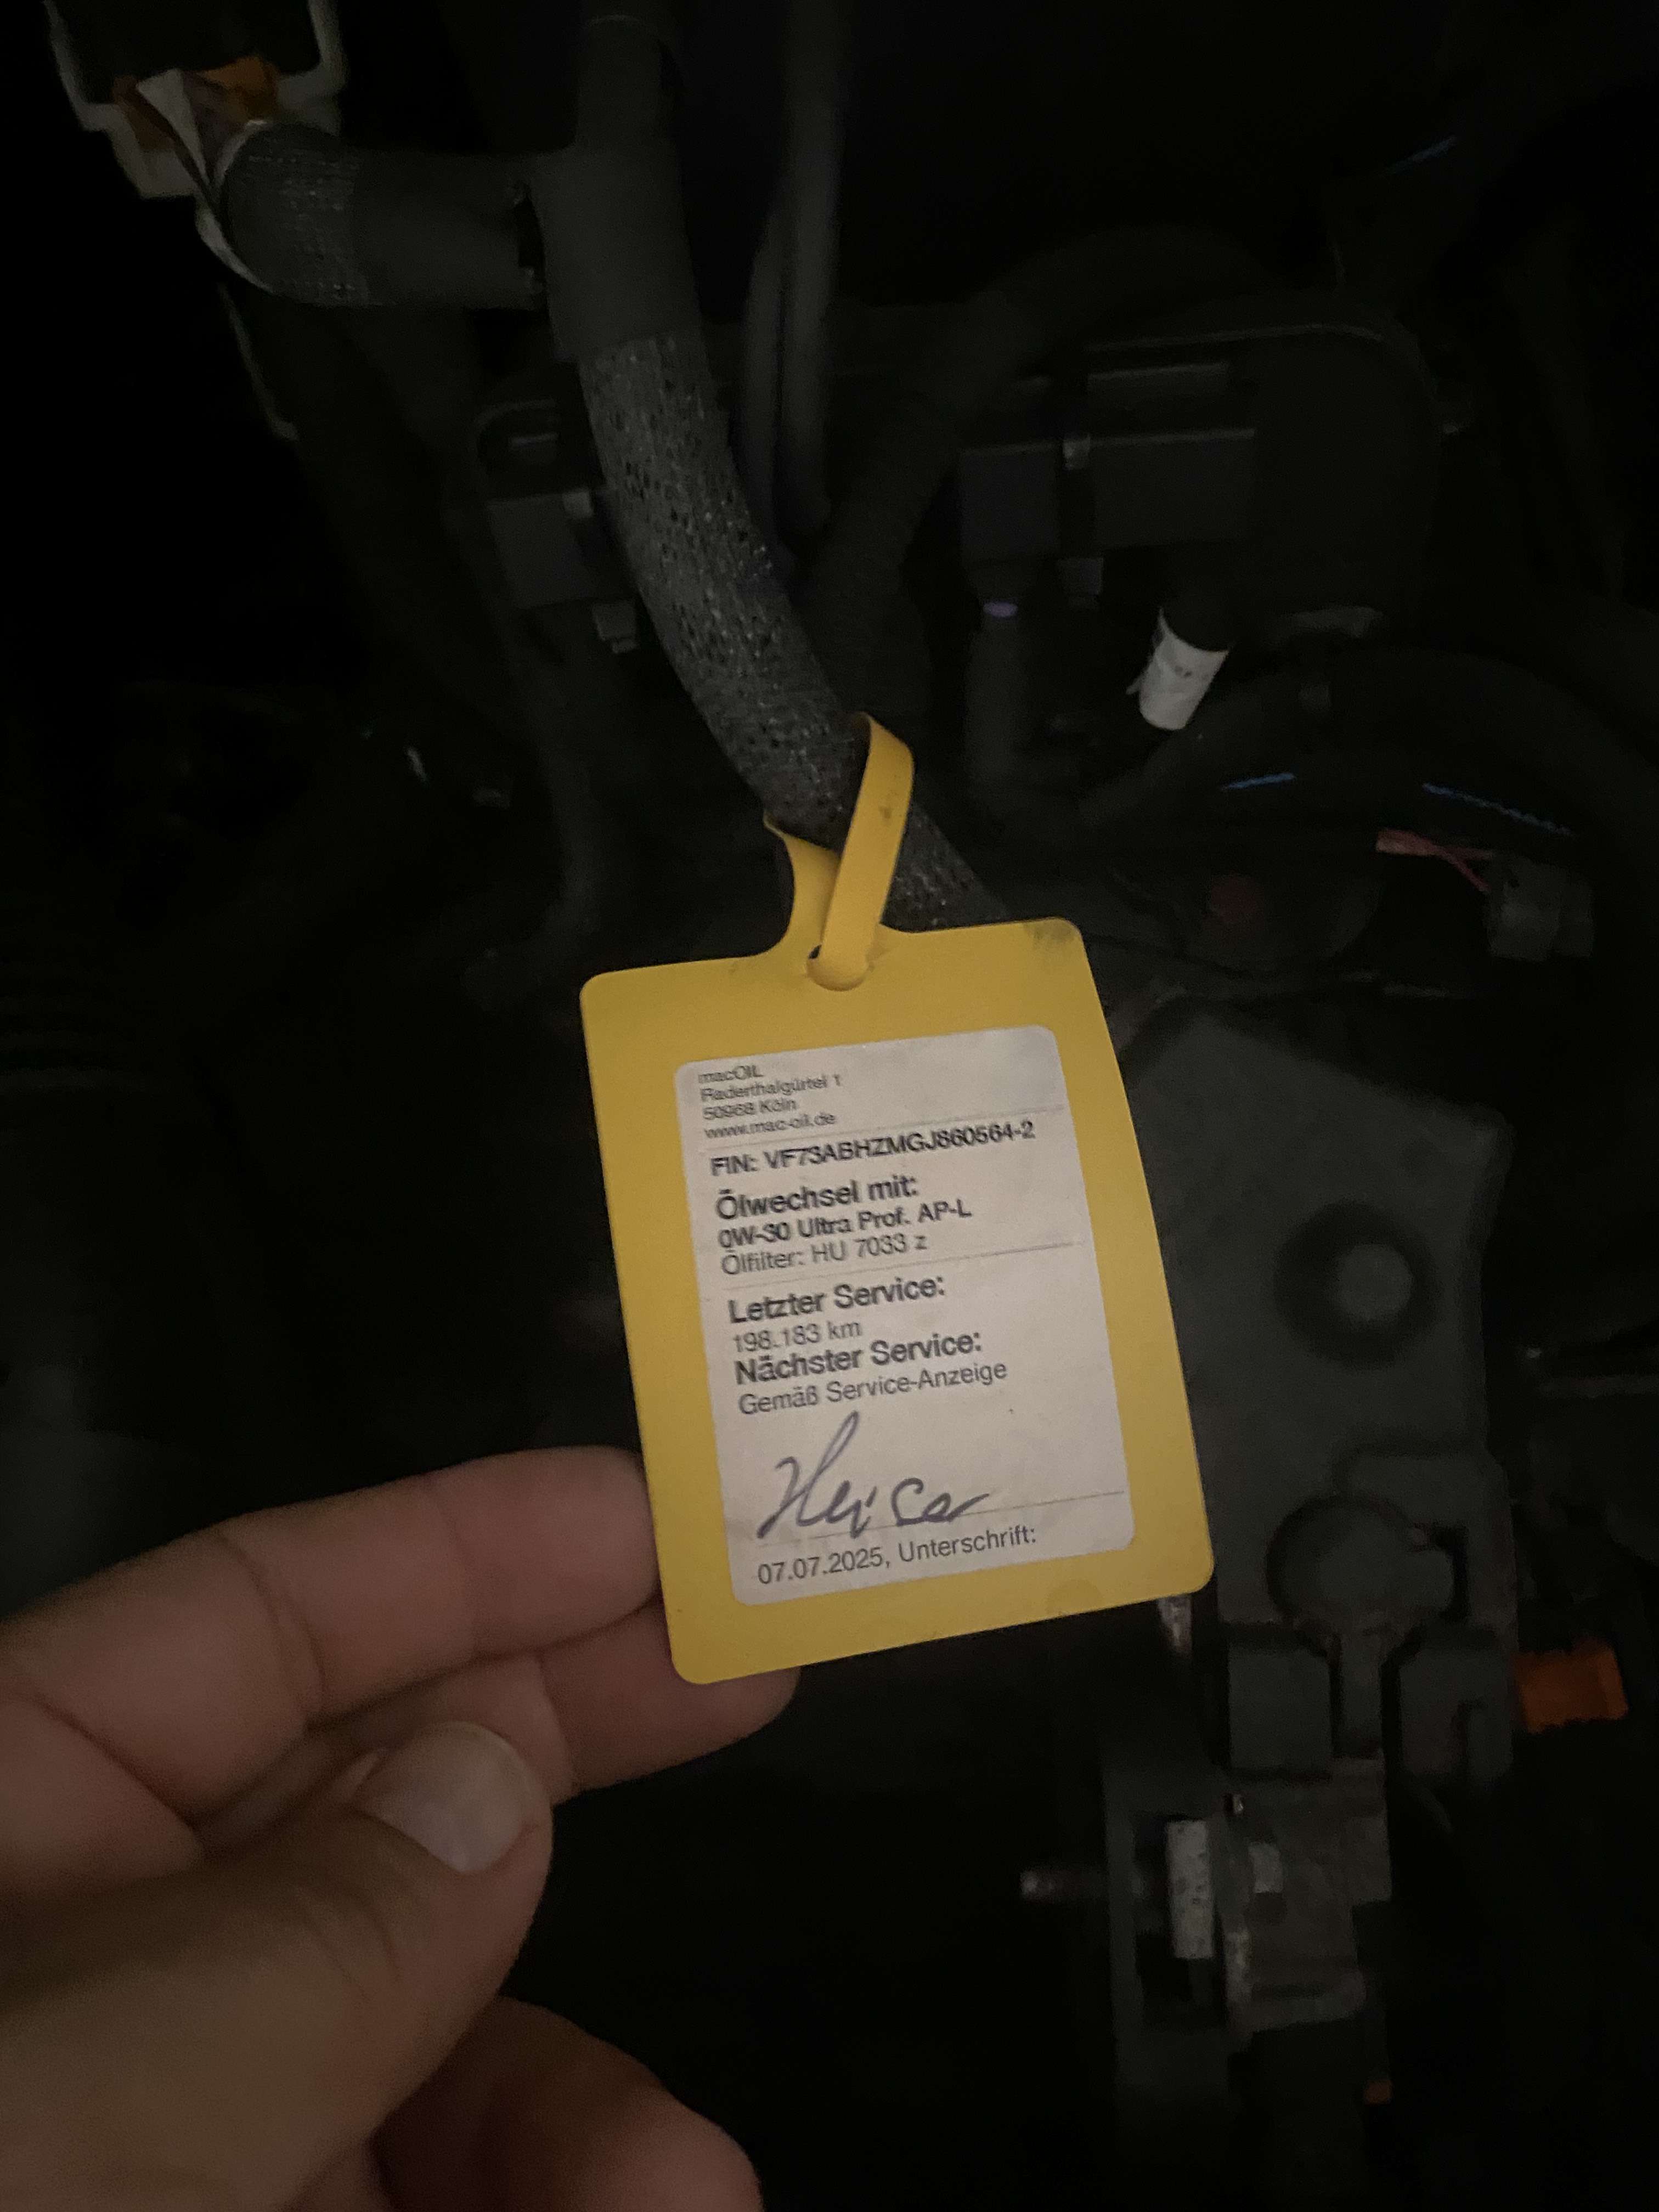 macOIL
Raderthalgürtel 1
50968 Köln
www.mac-oil.de
FIN: VF73ABHZMGJ860564-2
Ölwechsel mit:
0W-30 Ultra Prof. AP-L
Ölfilter: HU 7033 z
Letzter Service:
198.183 km
Nächster Service:
Gemäß Service-Anzeige
07.07.2025, Unterschrift: